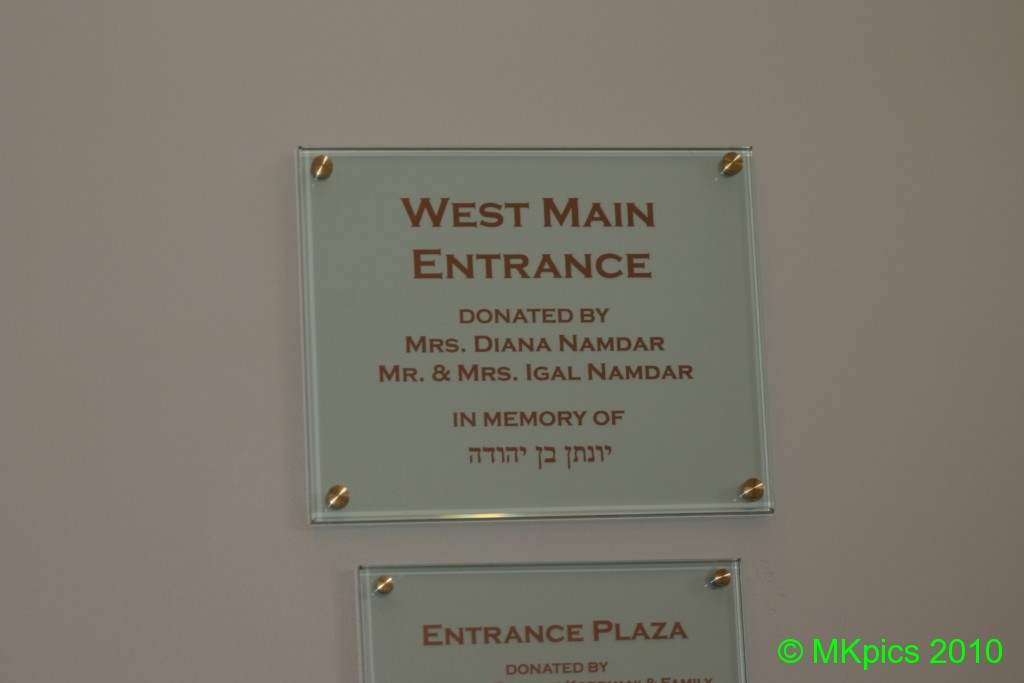 WEST MAIN
ENTRANCE
DONATED BY
MRS. DIANA NAMDAR
MR. & MRS. IGAL NAMDAR
IN MEMORY OF
יונתן בן יהודה
ENTRANCE PLAZA
DONATED BY
& FAMILY
© MKpics 2010